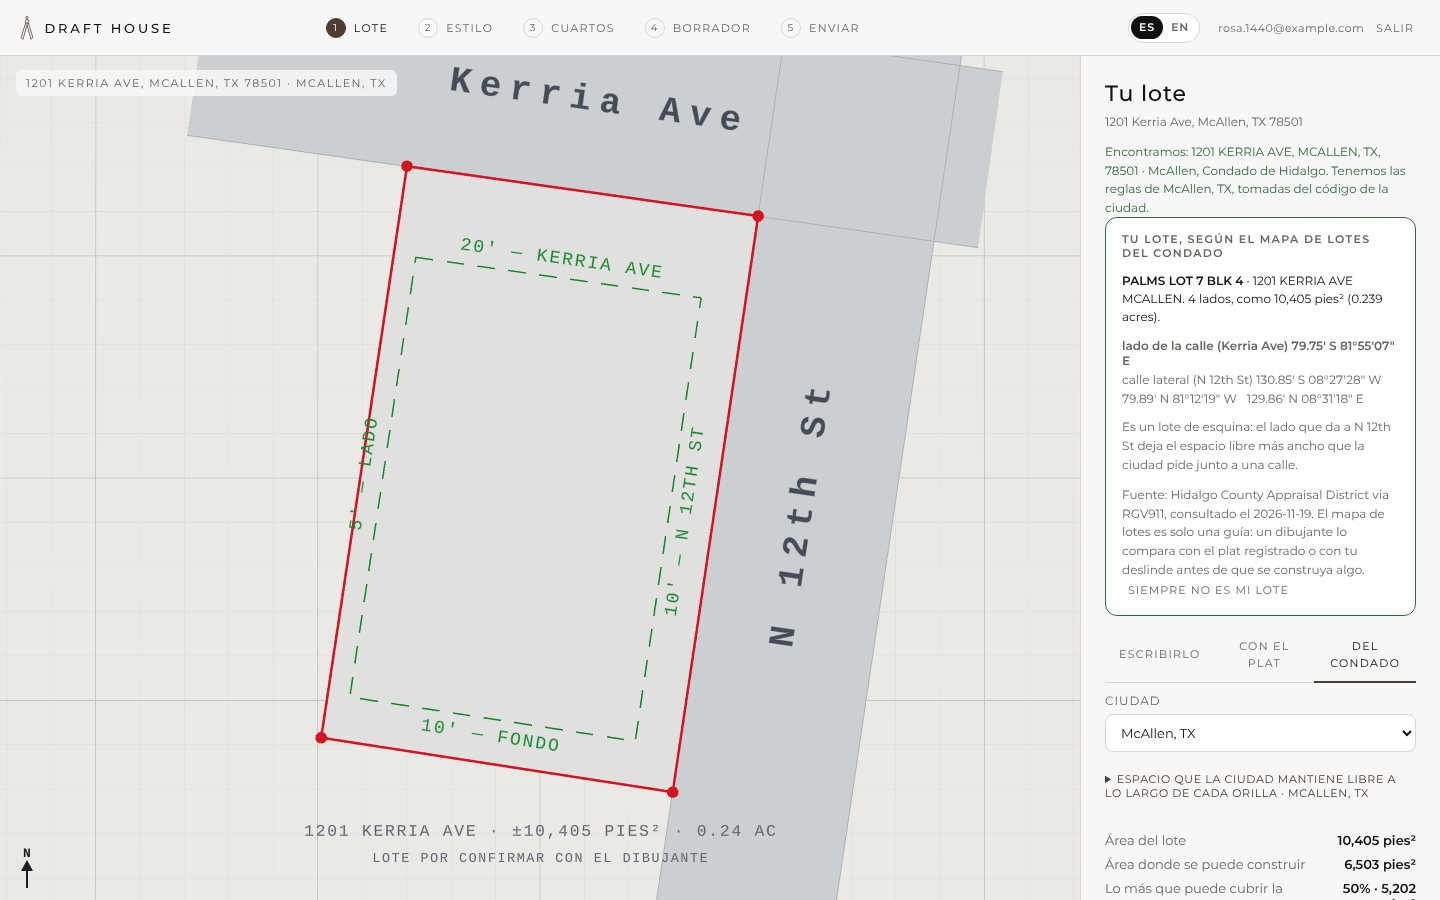 DRAFT HOUSE
1 LOTE
2 ESTILO
3 CUARTOS
4 BORRADOR
5 ENVIAR
ES EN
rosa.1440@example.com
SALIR
1201 KERRIA AVE, MCALLEN, TX 78501 · MCALLEN, TX
Kerria Ave
20' — KERRIA AVE
5' — LADO
10' — N 12TH ST
N 12th St
10' — FONDO
1201 KERRIA AVE · ±10,405 PIES² · 0.24 AC
LOTE POR CONFIRMAR CON EL DIBUJANTE
N
Tu lote
1201 Kerria Ave, McAllen, TX 78501
Encontramos: 1201 KERRIA AVE, MCALLEN, TX,
78501 · McAllen, Condado de Hidalgo. Tenemos las
reglas de McAllen, TX, tomadas del código de la
ciudad.
TU LOTE, SEGÚN EL MAPA DE LOTES
DEL CONDADO
PALMS LOT 7 BLK 4 · 1201 KERRIA AVE
MCALLEN. 4 lados, como 10,405 pies² (0.239
acres).
lado de la calle (Kerria Ave) 79.75' S 81°55'07"
E
calle lateral (N 12th St) 130.85' S 08°27'28" W
79.89' N 81°12'19" W 129.86' N 08°31'18" E
Es un lote de esquina: el lado que da a N 12th
St deja el espacio libre más ancho que la
ciudad pide junto a una calle.
Fuente: Hidalgo County Appraisal District via
RGV911, consultado el 2026-11-19. El mapa de
lotes es solo una guía: un dibujante lo
compara con el plat registrado o con tu
deslinde antes de que se construya algo.
SIEMPRE NO ES MI LOTE
ESCRIBIRLO
CON EL
PLAT
DEL
CONDADO
CIUDAD
McAllen, TX
ESPACIO QUE LA CIUDAD MANTIENE LIBRE A
LO LARGO DE CADA ORILLA · MCALLEN, TX
Área del lote 10,405 pies²
Área donde se puede construir 6,503 pies²
Lo más que puede cubrir la 50% · 5,202